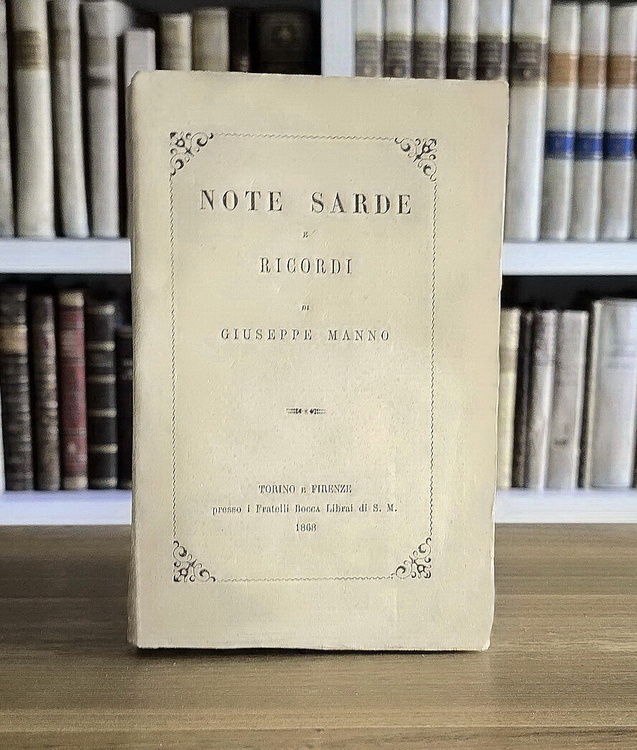 NOTE SARDE
E
RICORDI
DI
GIUSEPPE MANNO
TORINO E FIRENZE
presso i Fratelli Bocca Librai di S. M.
1868